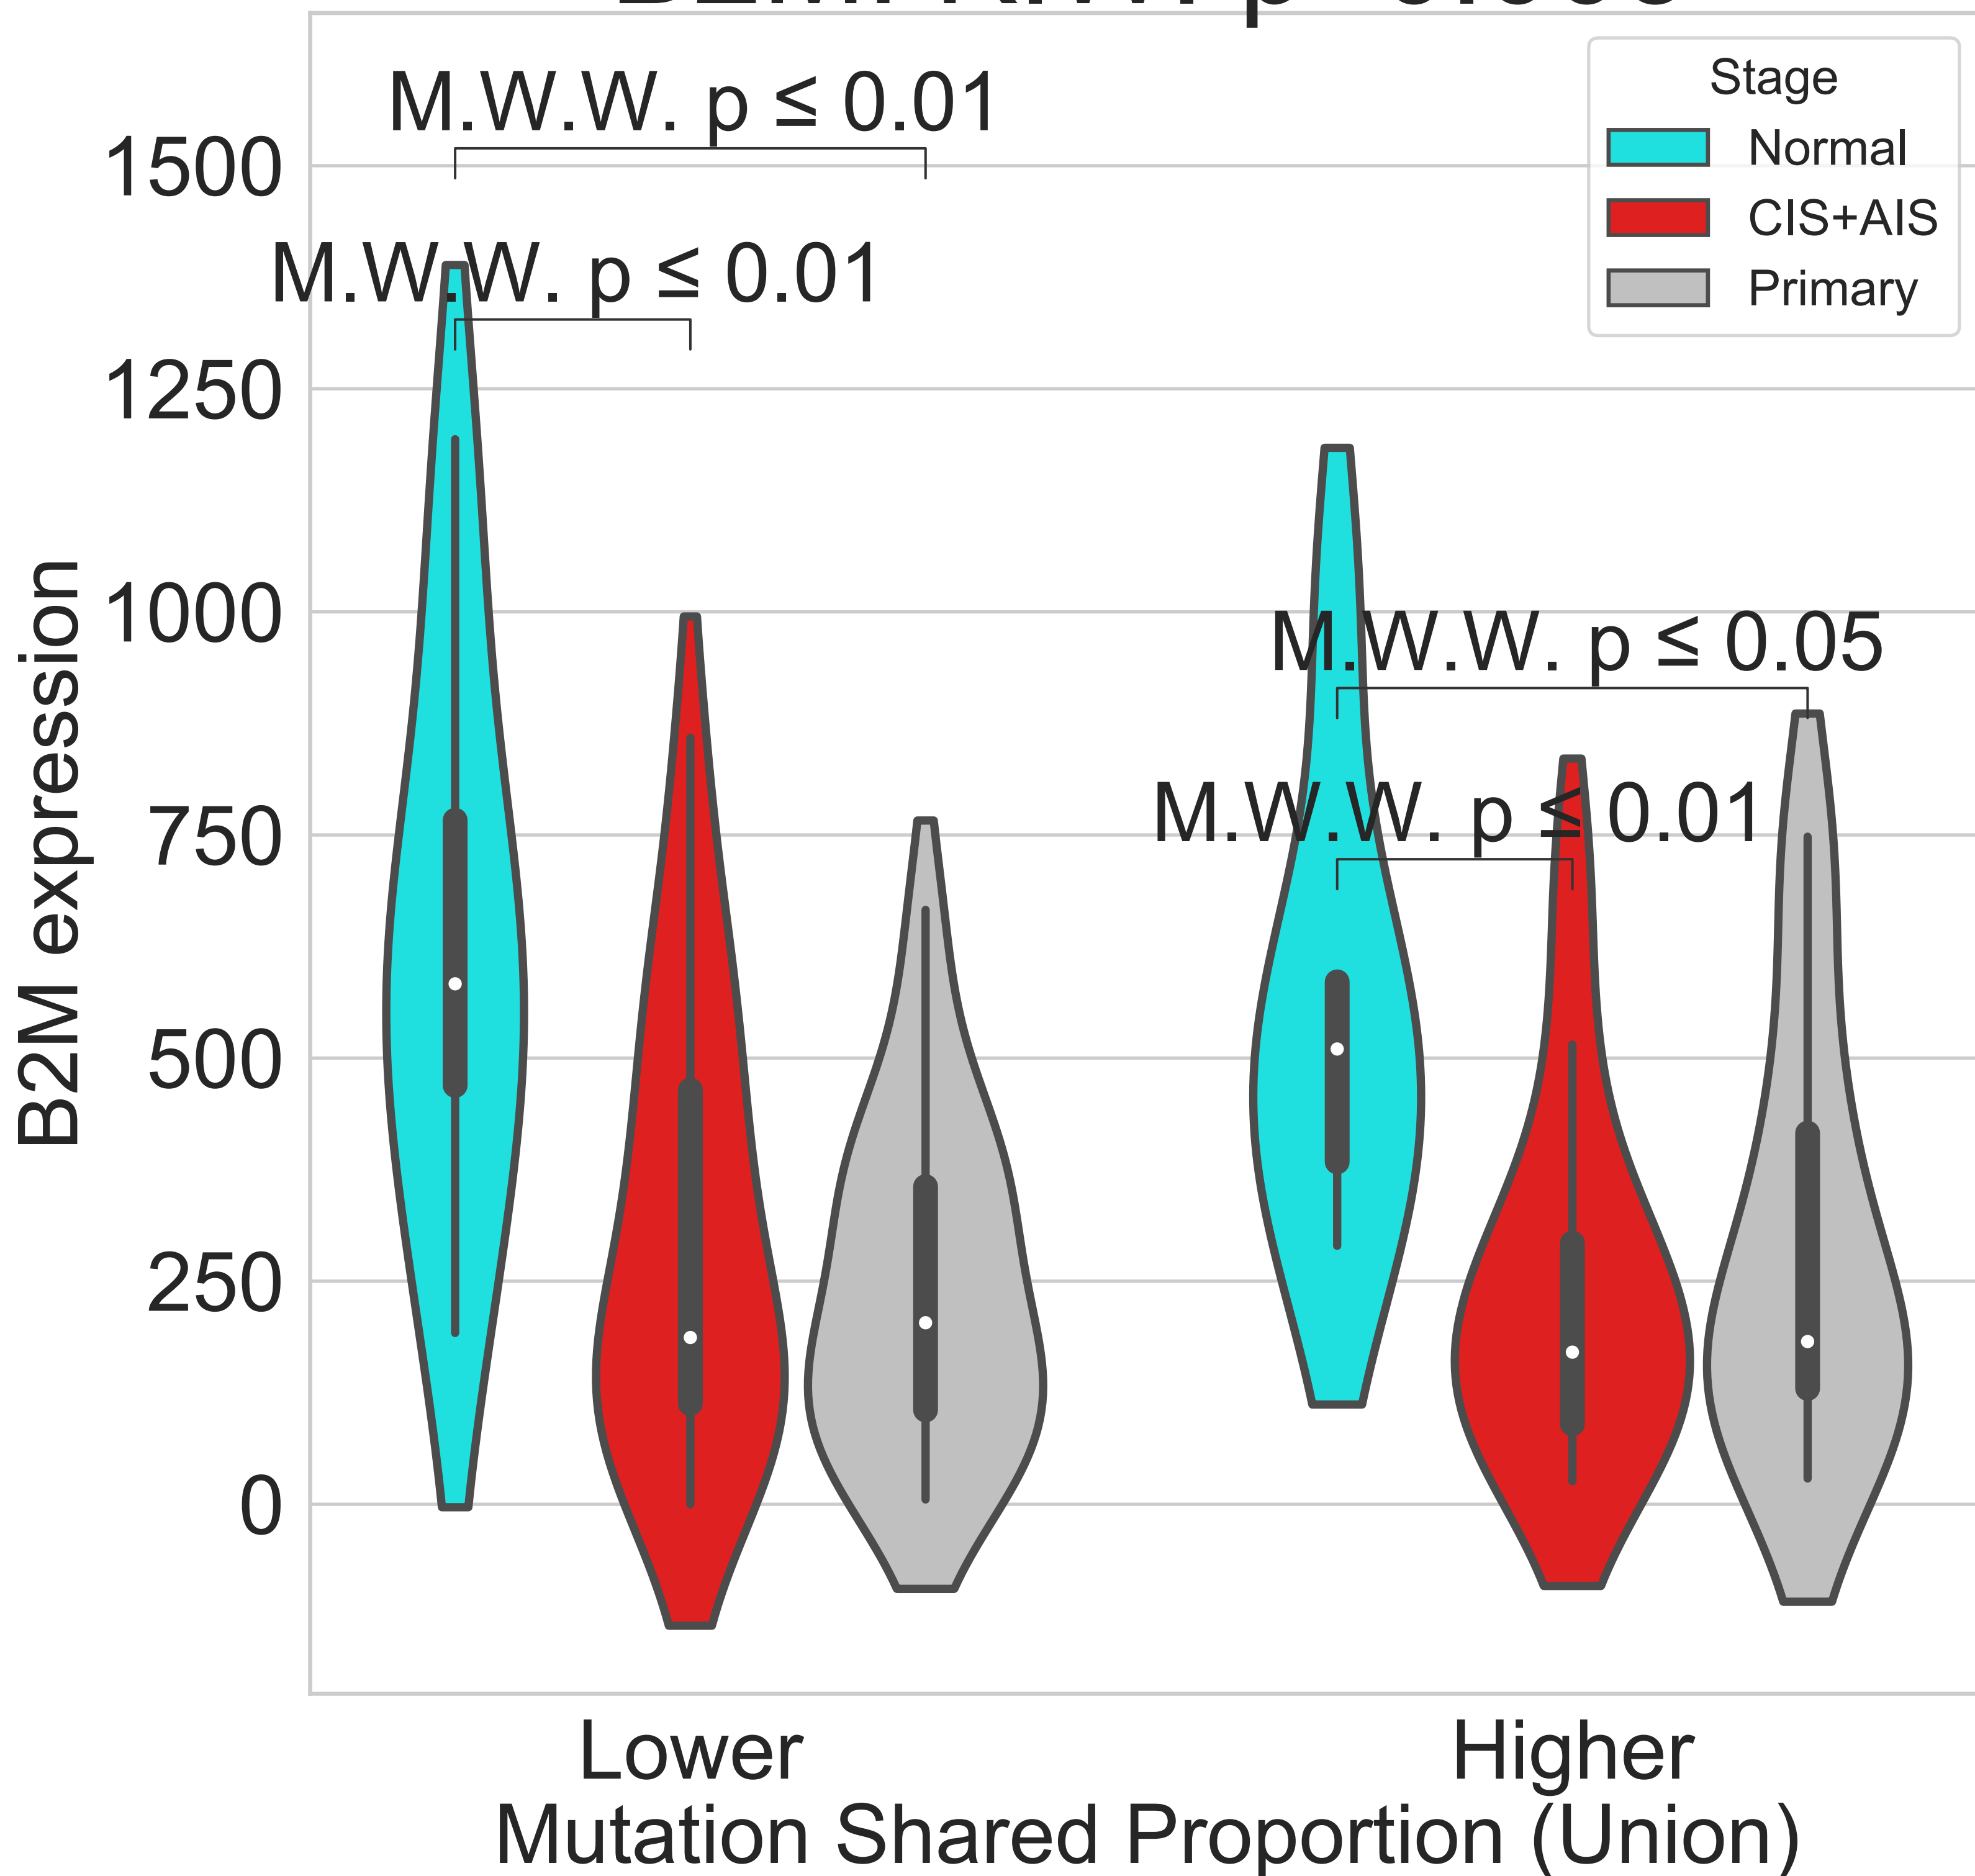 Stage
Normal
CIS+AIS
Primary
M.W.W. p ≤ 0.01
M.W.W. p ≤ 0.01
M.W.W. p ≤ 0.05
M.W.W. p ≤ 0.01
1500
1250
1000
750
500
250
0
B2M expression
Lower
Higher
Mutation Shared Proportion (Union)